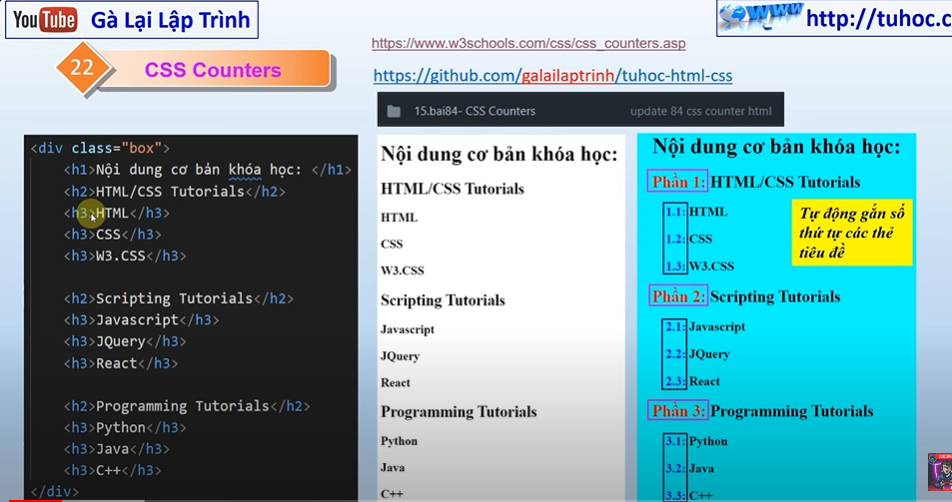 YouTube Gà Lại Lập Trình
WWW http://tuhoc.c
22 CSS Counters
https://www.w3schools.com/css/css_counters.asp
https://github.com/galailaptrinh/tuhoc-html-css
15.bai84- CSS Counters update 84 css counter html
<div class="box">
<h1>Nội dung cơ bản khóa học: </h1>
<h2>HTML/CSS Tutorials</h2>
<h3>HTML</h3>
<h3>CSS</h3>
<h3>W3.CSS</h3>
<h2>Scripting Tutorials</h2>
<h3>Javascript</h3>
<h3>JQuery</h3>
<h3>React</h3>
<h2>Programming Tutorials</h2>
<h3>Python</h3>
<h3>Java</h3>
<h3>C++</h3>
</div>
Nội dung cơ bản khóa học:
HTML/CSS Tutorials
HTML
CSS
W3.CSS
Scripting Tutorials
Javascript
JQuery
React
Programming Tutorials
Python
Java
C++
Nội dung cơ bản khóa học:
Phần 1: HTML/CSS Tutorials
1.1: HTML
1.2: CSS
1.3: W3.CSS
Tự động gắn số
thứ tự các thẻ
tiêu đề
Phần 2: Scripting Tutorials
2.1: Javascript
2.2: JQuery
2.3: React
Phần 3: Programming Tutorials
3.1: Python
3.2: Java
3.3: C++